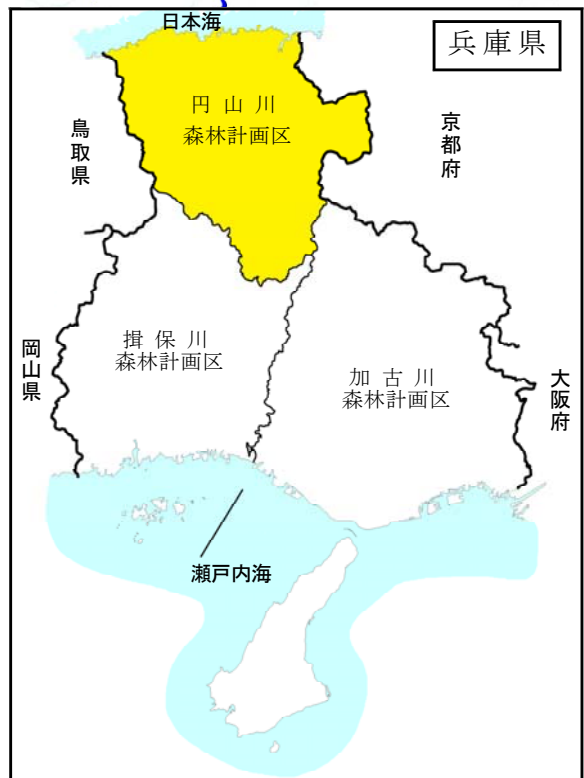 日本海
兵庫県
円山川
森林計画区
鳥取県
京都府
揖保川
森林計画区
岡山県
加古川
森林計画区
大阪府
瀬戸内海